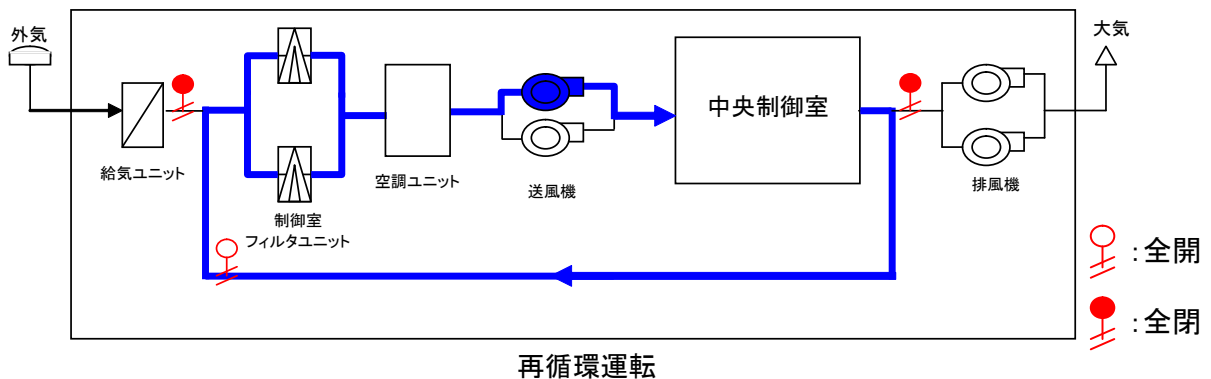 外気
大気
給気ユニット
制御室
フィルタユニット
空調ユニット
送風機
中央制御室
排風機
:全開
:全閉
再循環運転